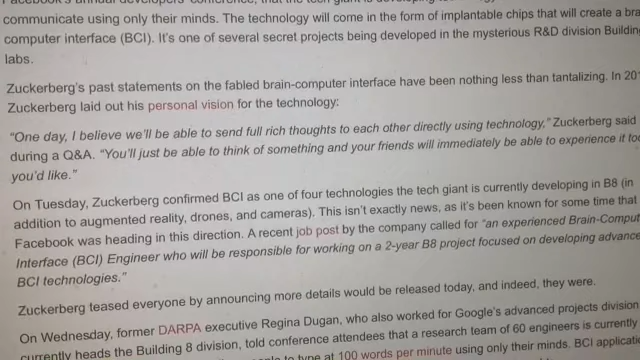 Facebook's annual developers' conference, that the tech giant is developing
communicate using only their minds. The technology will come in the form of implantable chips that will create a
computer interface (BCI). It's one of several secret projects being developed in the mysterious R&D division Building
labs.
Zuckerberg's past statements on the fabled brain-computer interface have been nothing less than tantalizing. In
Zuckerberg laid out his personal vision for the technology:
"One day, I believe we'll be able to send full rich thoughts to each other directly using technology," Zuckerberg said
during a Q&A. "You'll just be able to think of something and your friends will immediately be able to experience it
you'd like."
On Tuesday, Zuckerberg confirmed BCI as one of four technologies the tech giant is currently developing in B8 (in
addition to augmented reality, drones, and cameras). This isn't exactly news, as it's been known for some time that
Facebook was heading in this direction. A recent job post by the company called for "an experienced
Interface (BCI) Engineer who will be responsible for working on a 2-year B8 project focused on developing
BCI technologies."
Zuckerberg teased everyone by announcing more details would be released today, and indeed, they were.
On Wednesday, former DARPA executive Regina Dugan, who also worked for Google's advanced projects division
currently heads the Building 8 division, told conference attendees that a research team of 60 engineers is currently
to type at 100 words per minute using only their minds. BCI